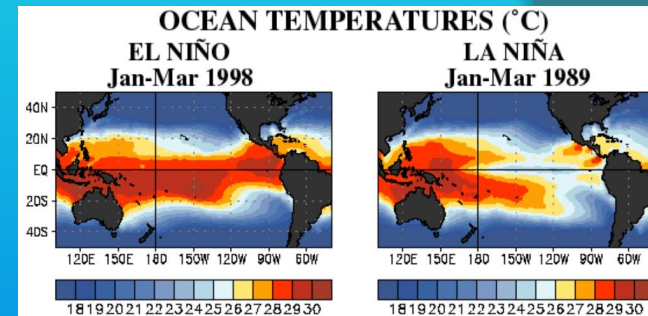 OCEAN TEMPERATURES (˚C)
EL NIÑO
Jan-Mar 1998
LA NIÑA
Jan-Mar 1989
40N
20N
EQ
20S
40S
120E 150E 180 150W 120W 90W 60W
120E 150E 180 150W 120W 90W 60W
18 19 20 21 22 23 24 25 26 27 28 29 30
18 19 20 21 22 23 24 25 26 27 28 29 30